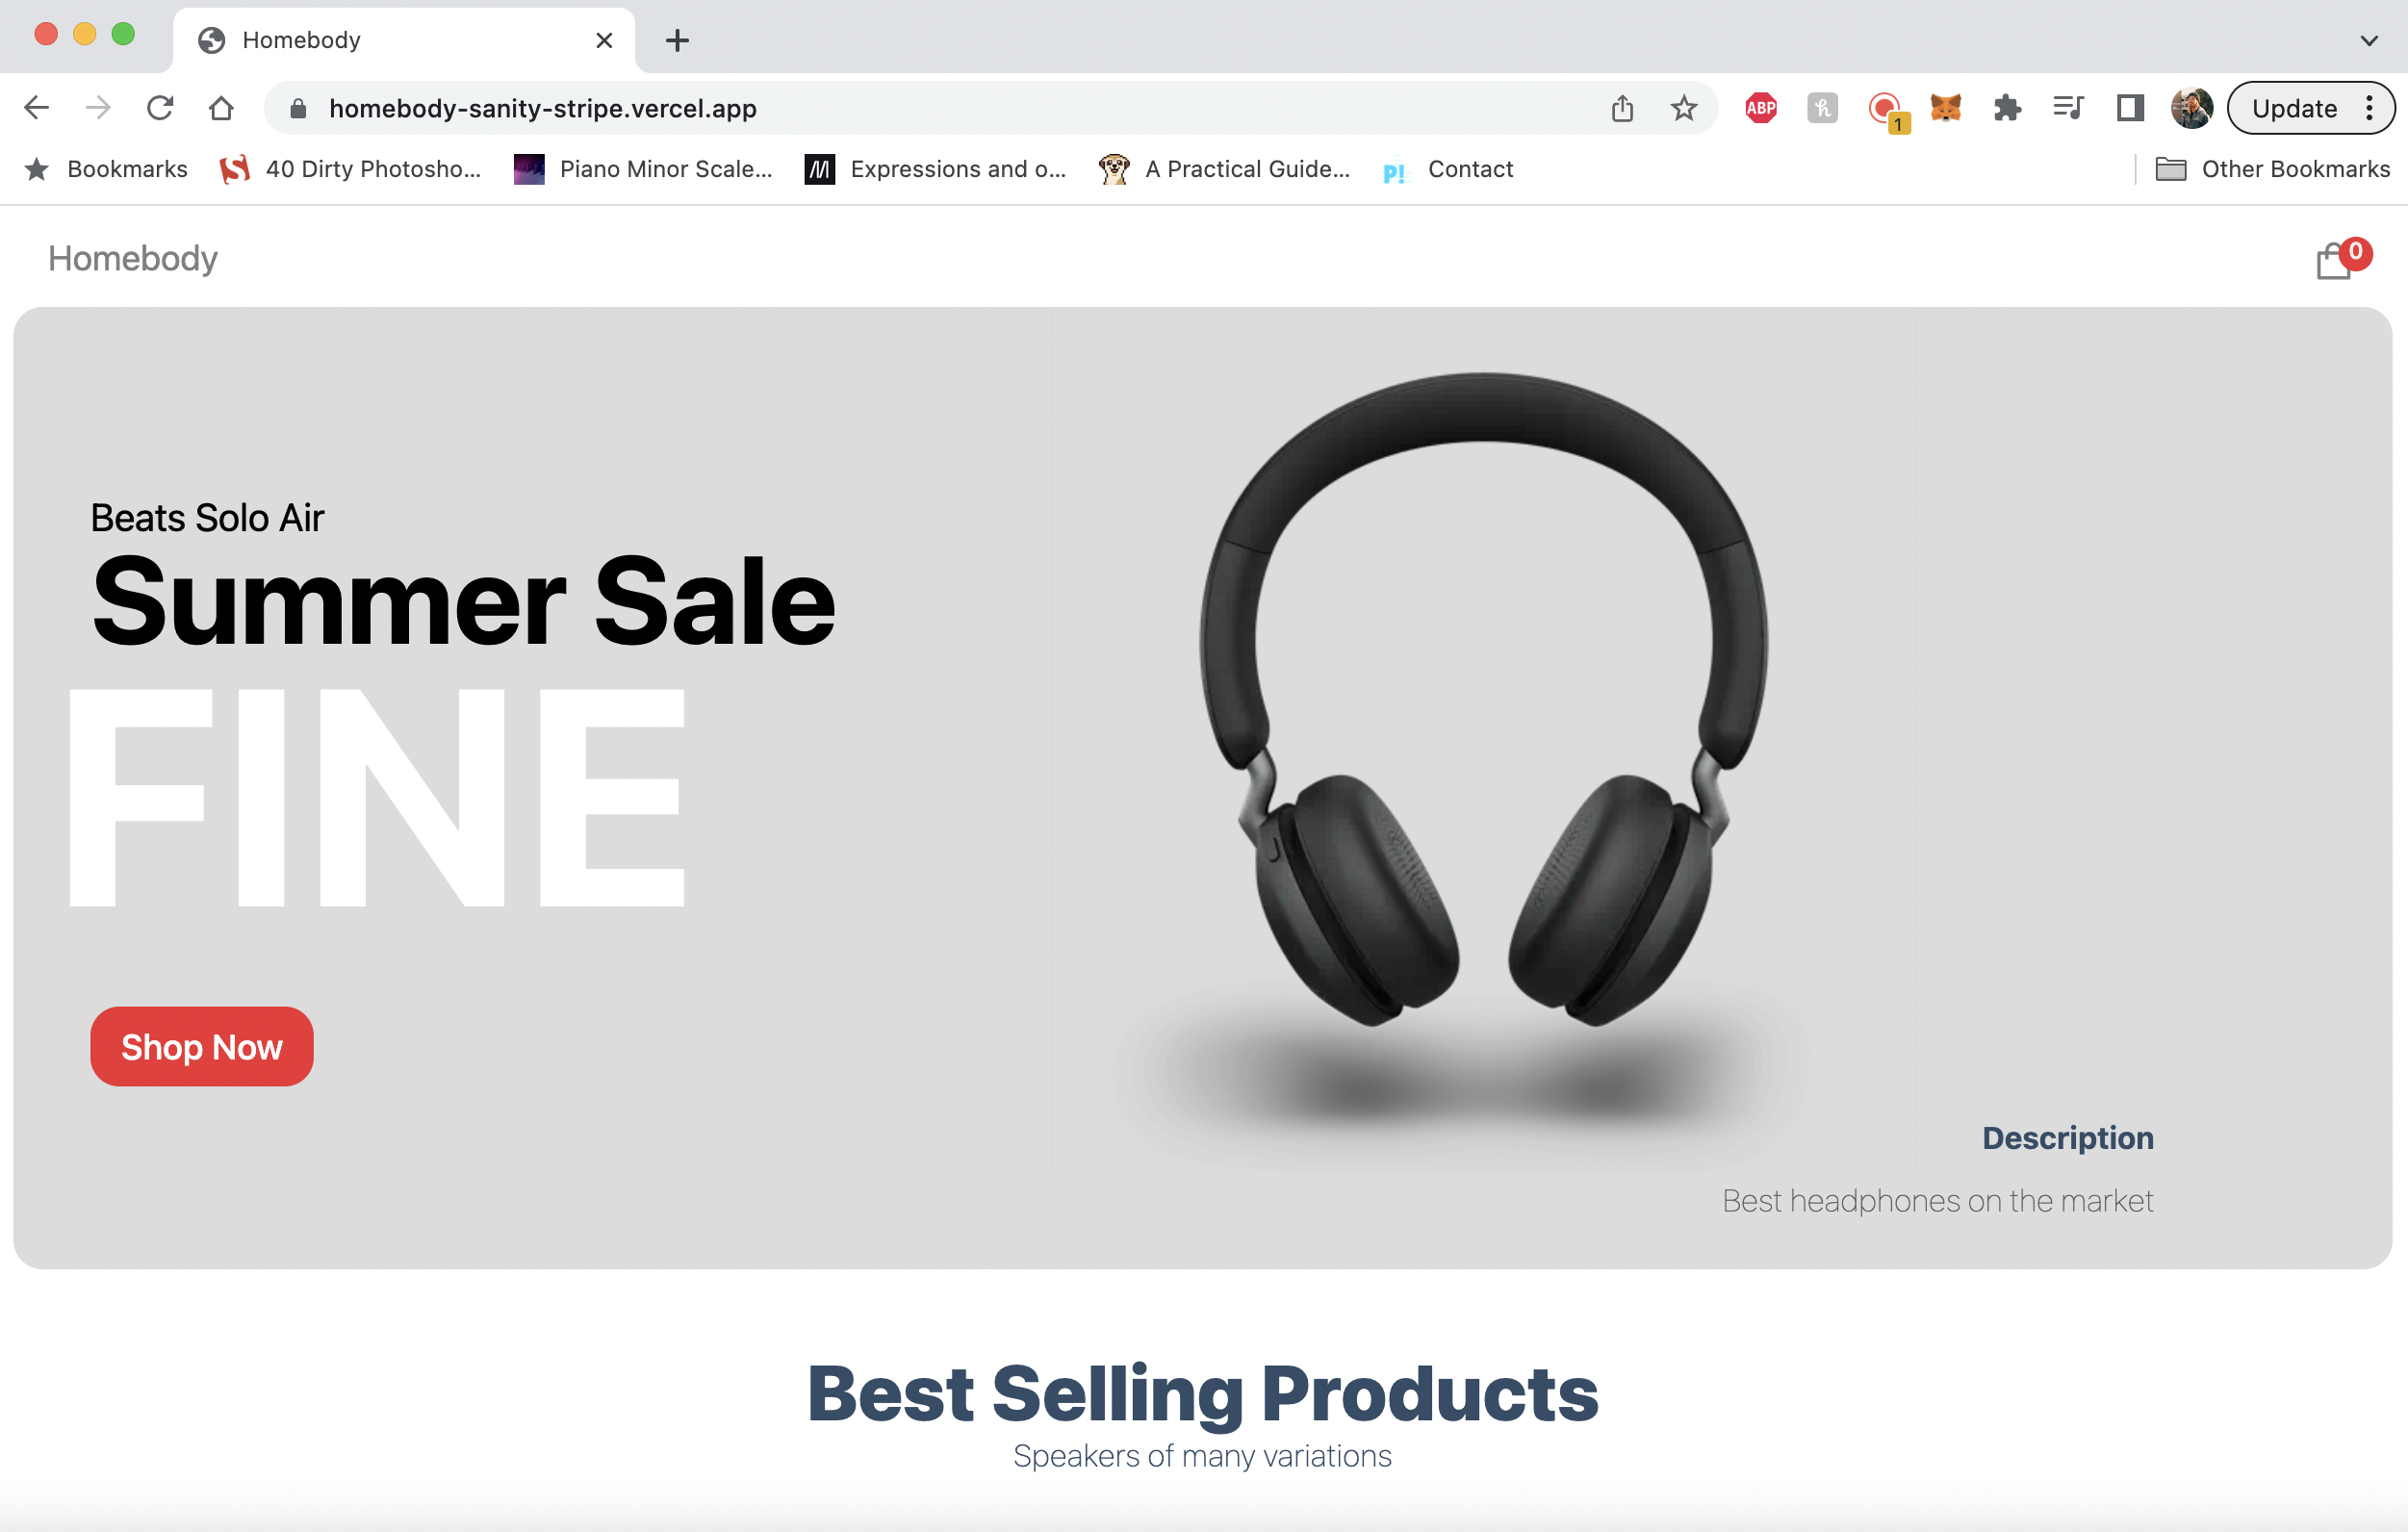 Homebody
homebody-sanity-stripe.vercel.app
ABP
h
1
Update
Bookmarks
40 Dirty Photosho...
Piano Minor Scale...
M
Expressions and o...
A Practical Guide...
P!
Contact
Other Bookmarks
Homebody
0
Beats Solo Air
Summer Sale
FINE
Shop Now
Description
Best headphones on the market
Best Selling Products
Speakers of many variations